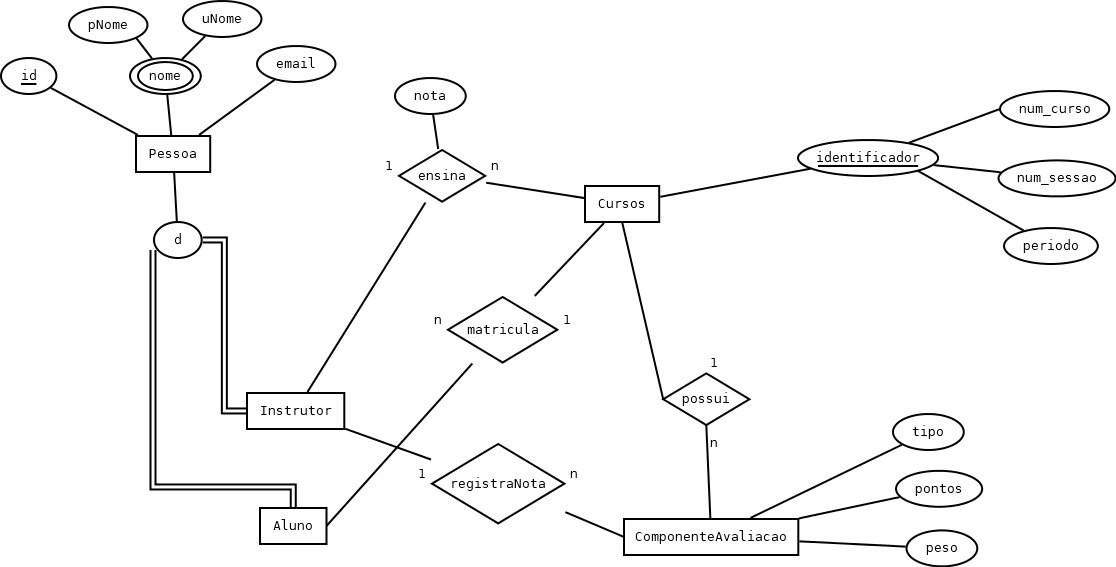 pNome
uNome
id
nome
email
Pessoa
d
nota
1
n
ensina
Cursos
identificador
num_curso
num_sessao
periodo
n
1
matricula
1
possui
n
Instrutor
1
n
registraNota
Aluno
ComponenteAvaliacao
tipo
pontos
peso